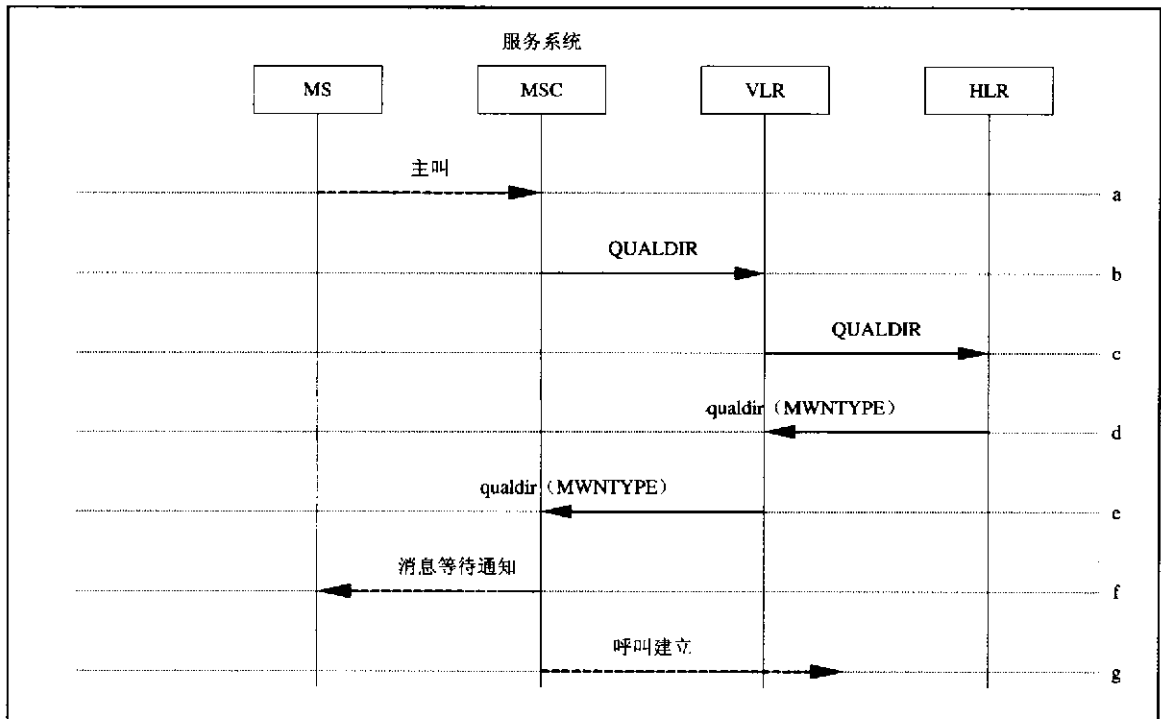 服务系统
MS
MSC
VLR
HLR
主叫
a
QUALDIR
b
QUALDIR
c
qualdir（MWNTYPE）
d
qualdir（MWNTYPE）
e
消息等待通知
f
呼叫建立
g